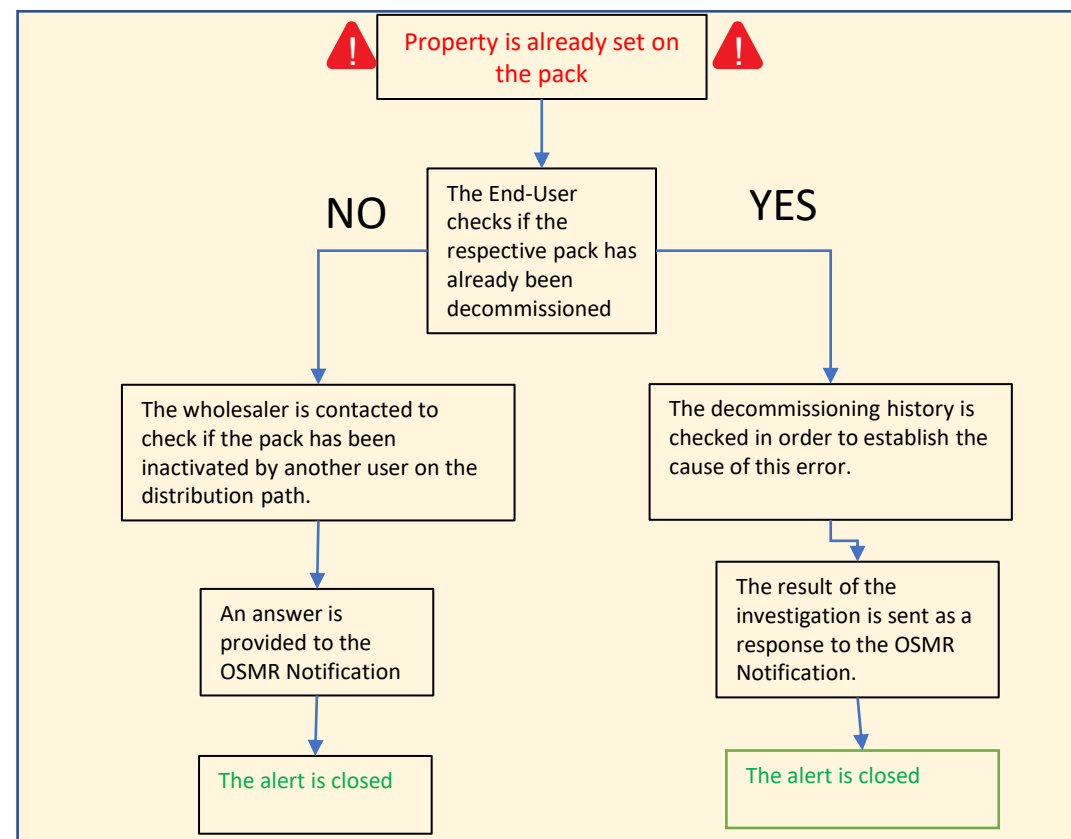 !
Property is already set on
the pack
!
The End-User
checks if the
respective pack has
already been
decommissioned
NO
YES
The wholesaler is contacted to
check if the pack has been
inactivated by another user on the
distribution path.
The decommissioning history is
checked in order to establish the
cause of this error.
An answer is
provided to the
OSMR Notification
The result of the
investigation is sent as a
response to the OSMR
Notification.
The alert is closed
The alert is closed